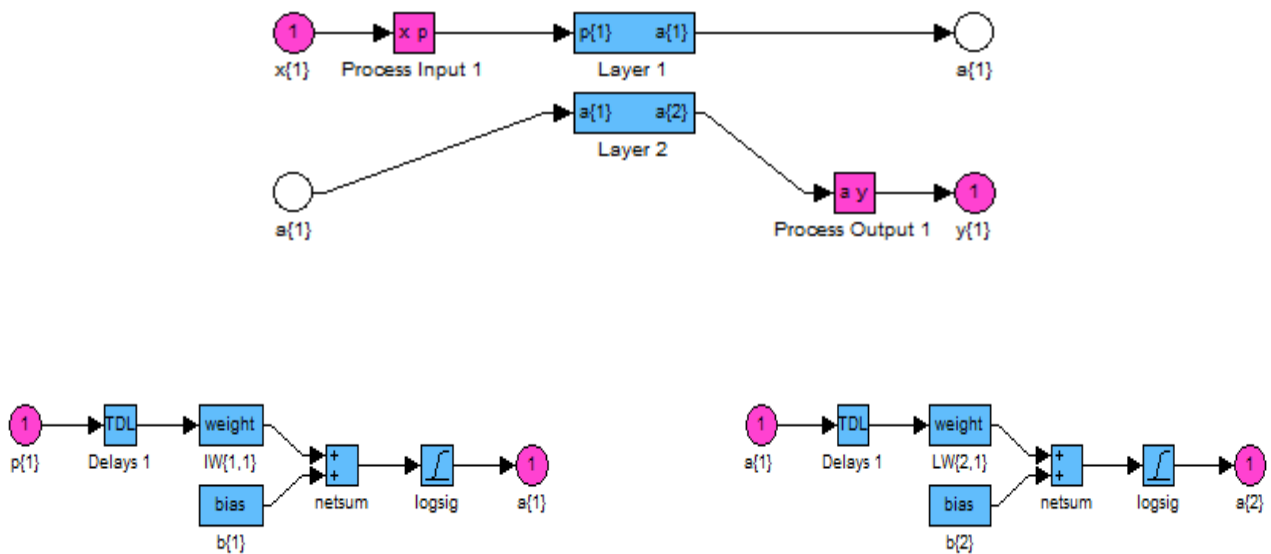 1 x p p{1} a{1}
x{1} Process Input 1 Layer 1 a{1}
a{1} a{2}
Layer 2
a y 1
a{1} Process Output 1 y{1}
1 TDL weight + + 1
p{1} Delays 1 IW{1,1}
bias netsum logsig a{1}
b{1}
1 TDL weight + + 1
a{1} Delays 1 LW{2,1}
bias netsum logsig a{2}
b{2}